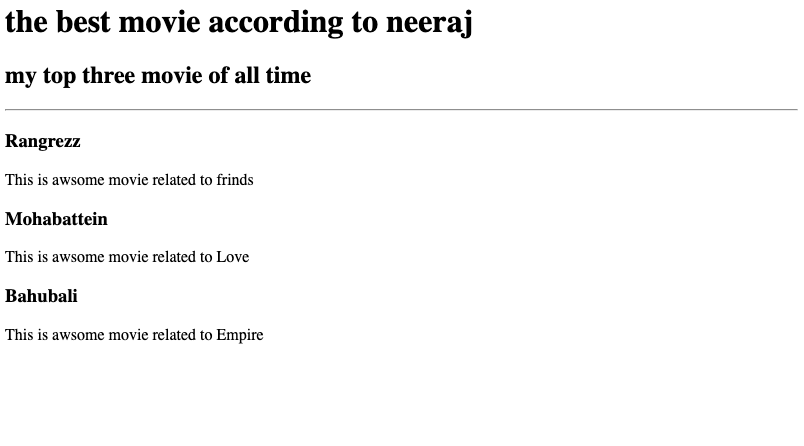 the best movie according to neeraj
my top three movie of all time
Rangrezz
This is awsome movie related to frinds
Mohabattein
This is awsome movie related to Love
Bahubali
This is awsome movie related to Empire